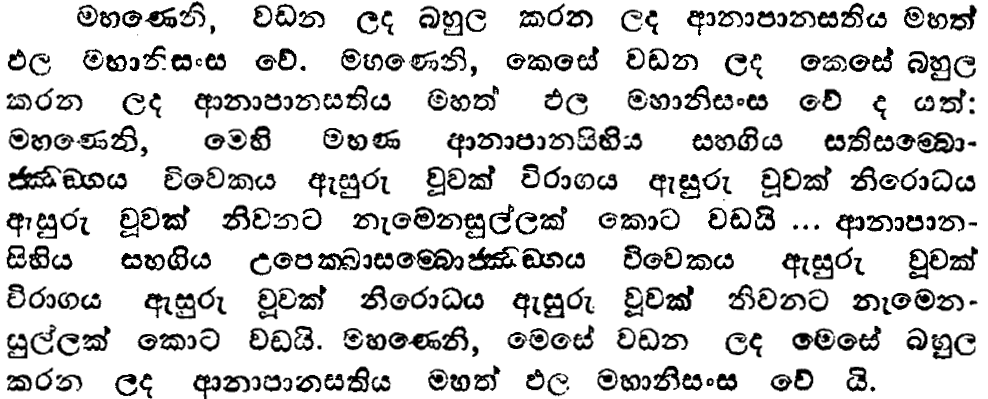 මහණෙනි, වඩන ලද බහුල කරන ලද ආනාපානසතිය මහත්
ඵල මහානිසංස වේ. මහණෙනි, කෙසේ වඩන ලද කෙසේ බහුල
කරන ලද ආනාපානසතිය මහත් ඵල මහානිසංස වේ ද යත්:
මහණෙනි, මෙහි මහණ ආනාපානසිහිය සහගිය සතිසම්බො-
ජ්ඣඞ්ගය විවෙකය ඇසුරු වූවක් විරාගය ඇසුරු වූවක් නිරොධය
ඇසුරු වූවක් නිවනට නැමෙනසුල්ලක් කොට වඩයි ... ආනාපාන-
සිහිය සහගිය උපෙක්ඛාසම්බොජ්ඣඞ්ගය විවෙකය ඇසුරු වූවක්
විරාගය ඇසුරු වූවක් නිරොධය ඇසුරු වූවක් නිවනට නැමෙන-
සුල්ලක් කොට වඩයි. මහණෙනි, මෙසේ වඩන ලද මෙසේ බහුල
කරන ලද ආනාපානසතිය මහත් ඵල මහානිසංස වේ යි.